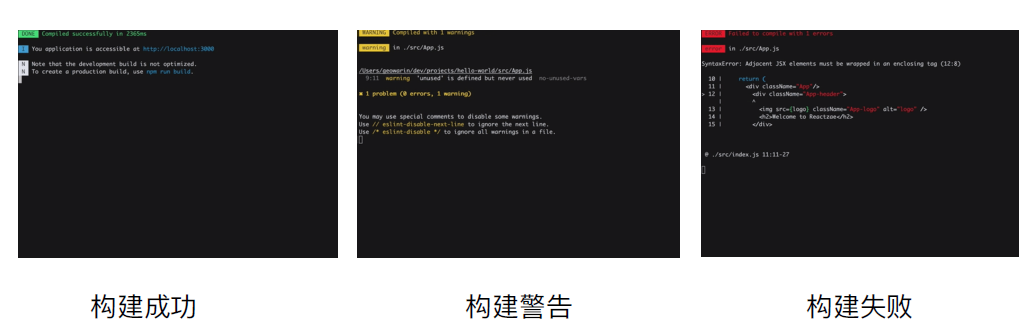 DONE Compiled successfully in 2365ms
I You application is accessible at http://localhost:3000
N Note that the development build is not optimized.
N To create a production build, use npm run build.
WARNING Compiled with 1 warnings
warning in ./src/App.js
/Users/geowarin/dev/projects/hello-world/src/App.js
9:11 warning 'unused' is defined but never used no-unused-vars
✖ 1 problem (0 errors, 1 warning)
You may use special comments to disable some warnings.
Use // eslint-disable-next-line to ignore the next line.
Use /* eslint-disable */ to ignore all warnings in a file.
ERROR Failed to compile with 1 errors
error in ./src/App.js
SyntaxError: Adjacent JSX elements must be wrapped in an enclosing tag (12:8)
10 | return (
11 | <div className="App"/>
> 12 | <div className="App-header">
| ^
13 | <img src={logo} className="App-logo" alt="logo" />
14 | <h2>Welcome to Reactzae</h2>
15 | </div>
@ ./src/index.js 11:11-27
构建成功
构建警告
构建失败